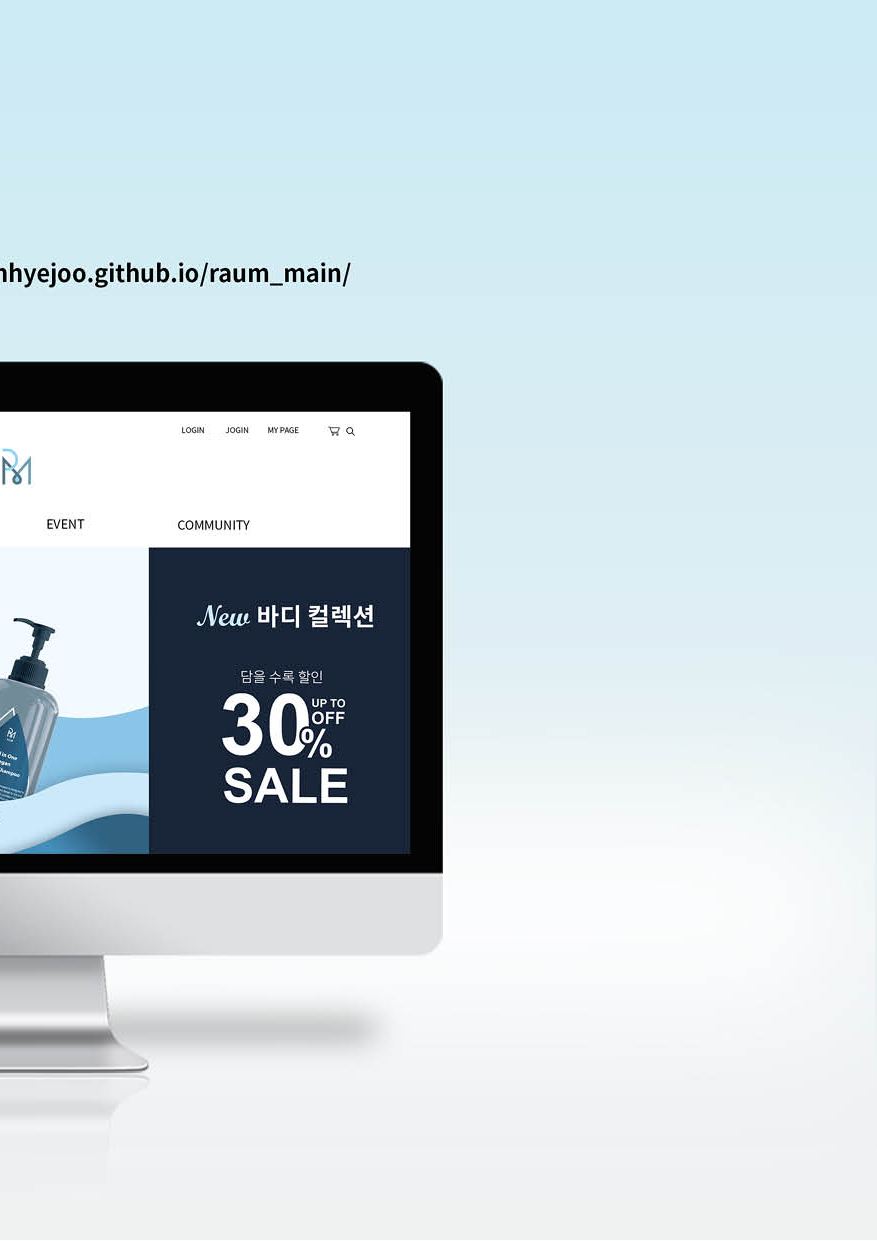 nhyejoo.github.io/raum_main/
LOGIN JOGIN MY PAGE
EVENT COMMUNITY
New 바디 컬렉션
담을 수록 할인
30% UP TO
OFF
SALE